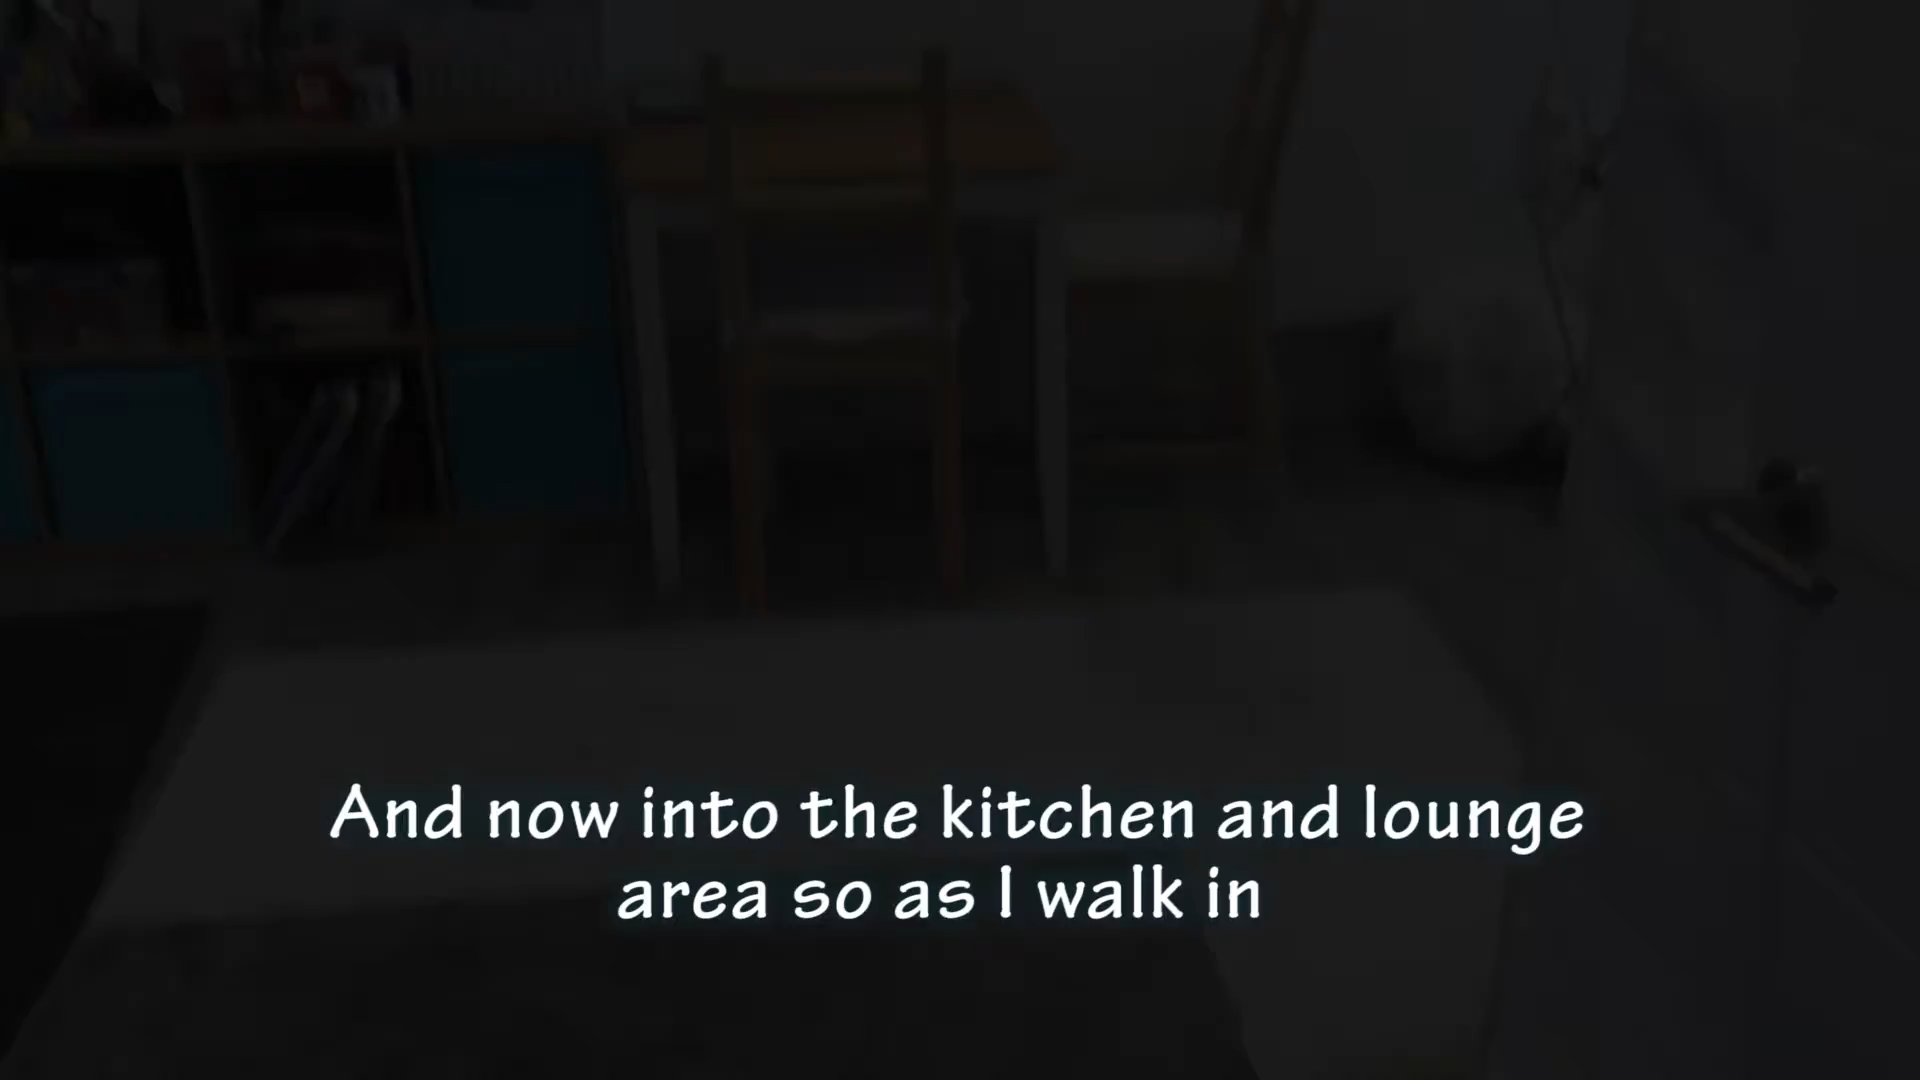 And now into the kitchen and lounge
area so as I walk in